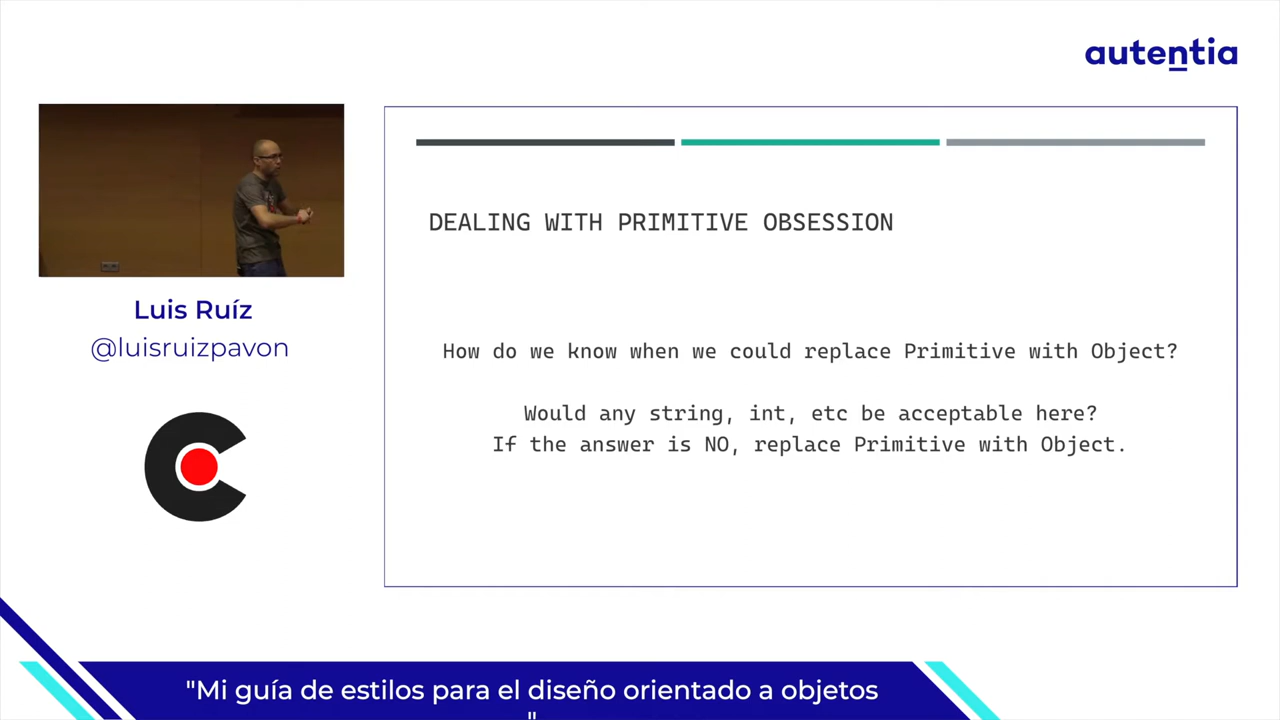 autentia
Luis Ruíz
@luisruizpavon
DEALING WITH PRIMITIVE OBSESSION
How do we know when we could replace Primitive with Object?
Would any string, int, etc be acceptable here?
If the answer is NO, replace Primitive with Object.
"Mi guía de estilos para el diseño orientado a objetos
"